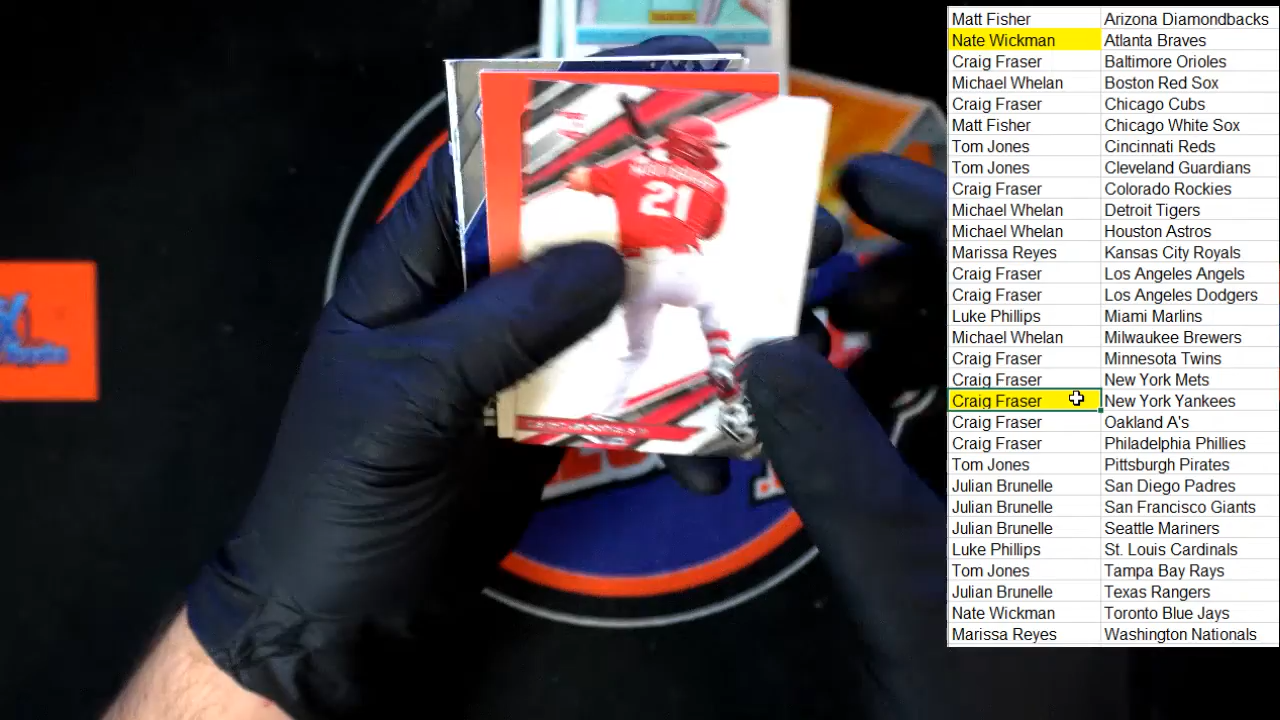 21
Matt Fisher Arizona Diamondbacks
Nate Wickman Atlanta Braves
Craig Fraser Baltimore Orioles
Michael Whelan Boston Red Sox
Craig Fraser Chicago Cubs
Matt Fisher Chicago White Sox
Tom Jones Cincinnati Reds
Tom Jones Cleveland Guardians
Craig Fraser Colorado Rockies
Michael Whelan Detroit Tigers
Michael Whelan Houston Astros
Marissa Reyes Kansas City Royals
Craig Fraser Los Angeles Angels
Craig Fraser Los Angeles Dodgers
Luke Phillips Miami Marlins
Michael Whelan Milwaukee Brewers
Craig Fraser Minnesota Twins
Craig Fraser New York Mets
Craig Fraser New York Yankees
Craig Fraser Oakland A's
Craig Fraser Philadelphia Phillies
Tom Jones Pittsburgh Pirates
Julian Brunelle San Diego Padres
Julian Brunelle San Francisco Giants
Julian Brunelle Seattle Mariners
Luke Phillips St. Louis Cardinals
Tom Jones Tampa Bay Rays
Julian Brunelle Texas Rangers
Nate Wickman Toronto Blue Jays
Marissa Reyes Washington Nationals